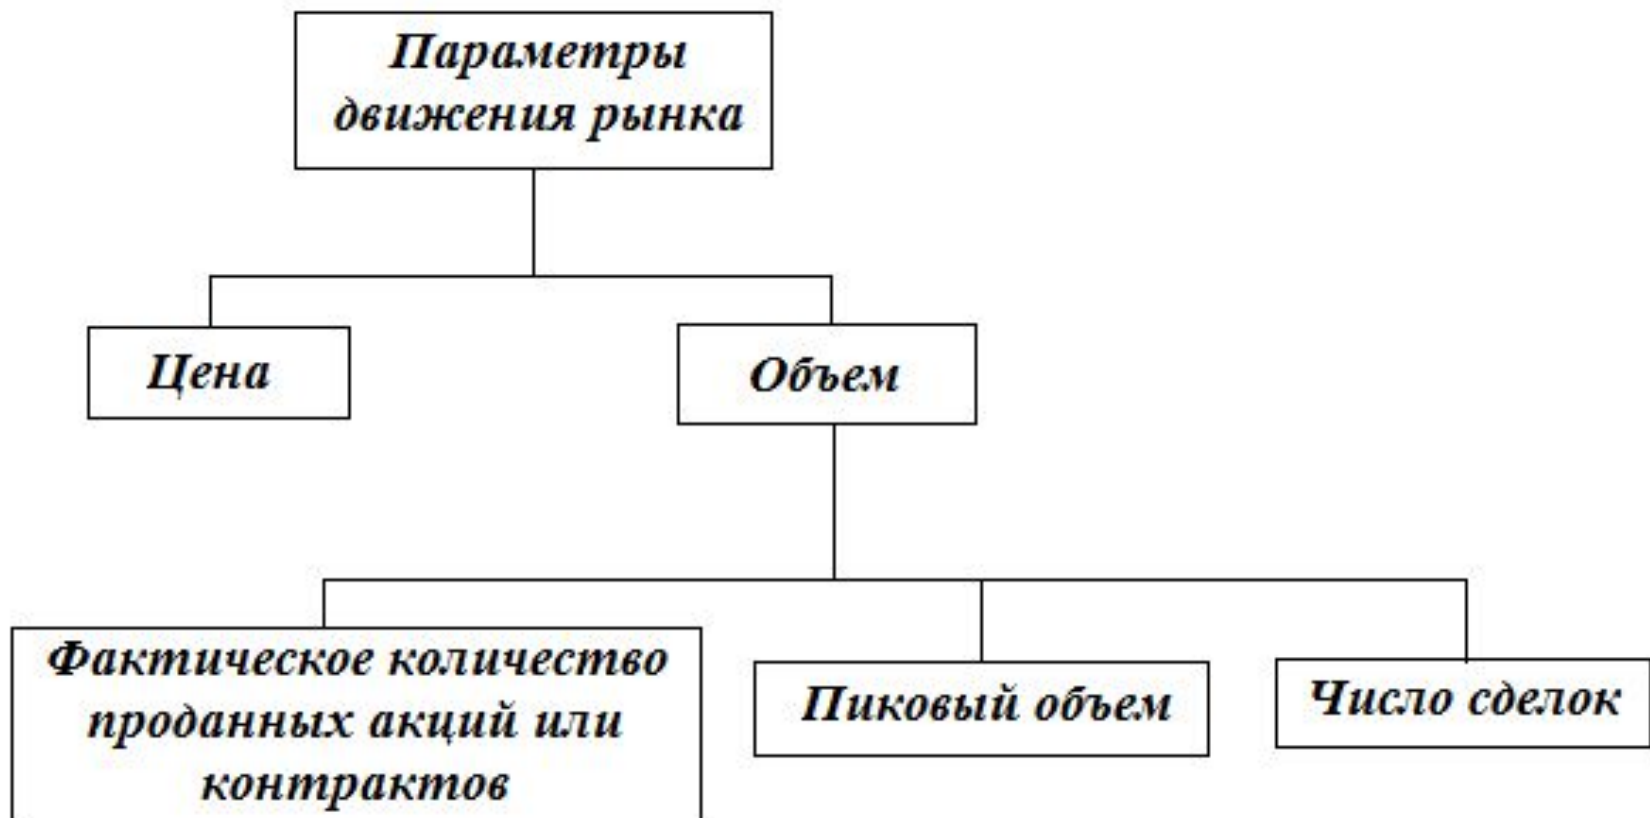 Параметры
движения рынка
Цена
Объем
Фактическое количество
проданных акций или
контрактов
Пиковый объем
Число сделок